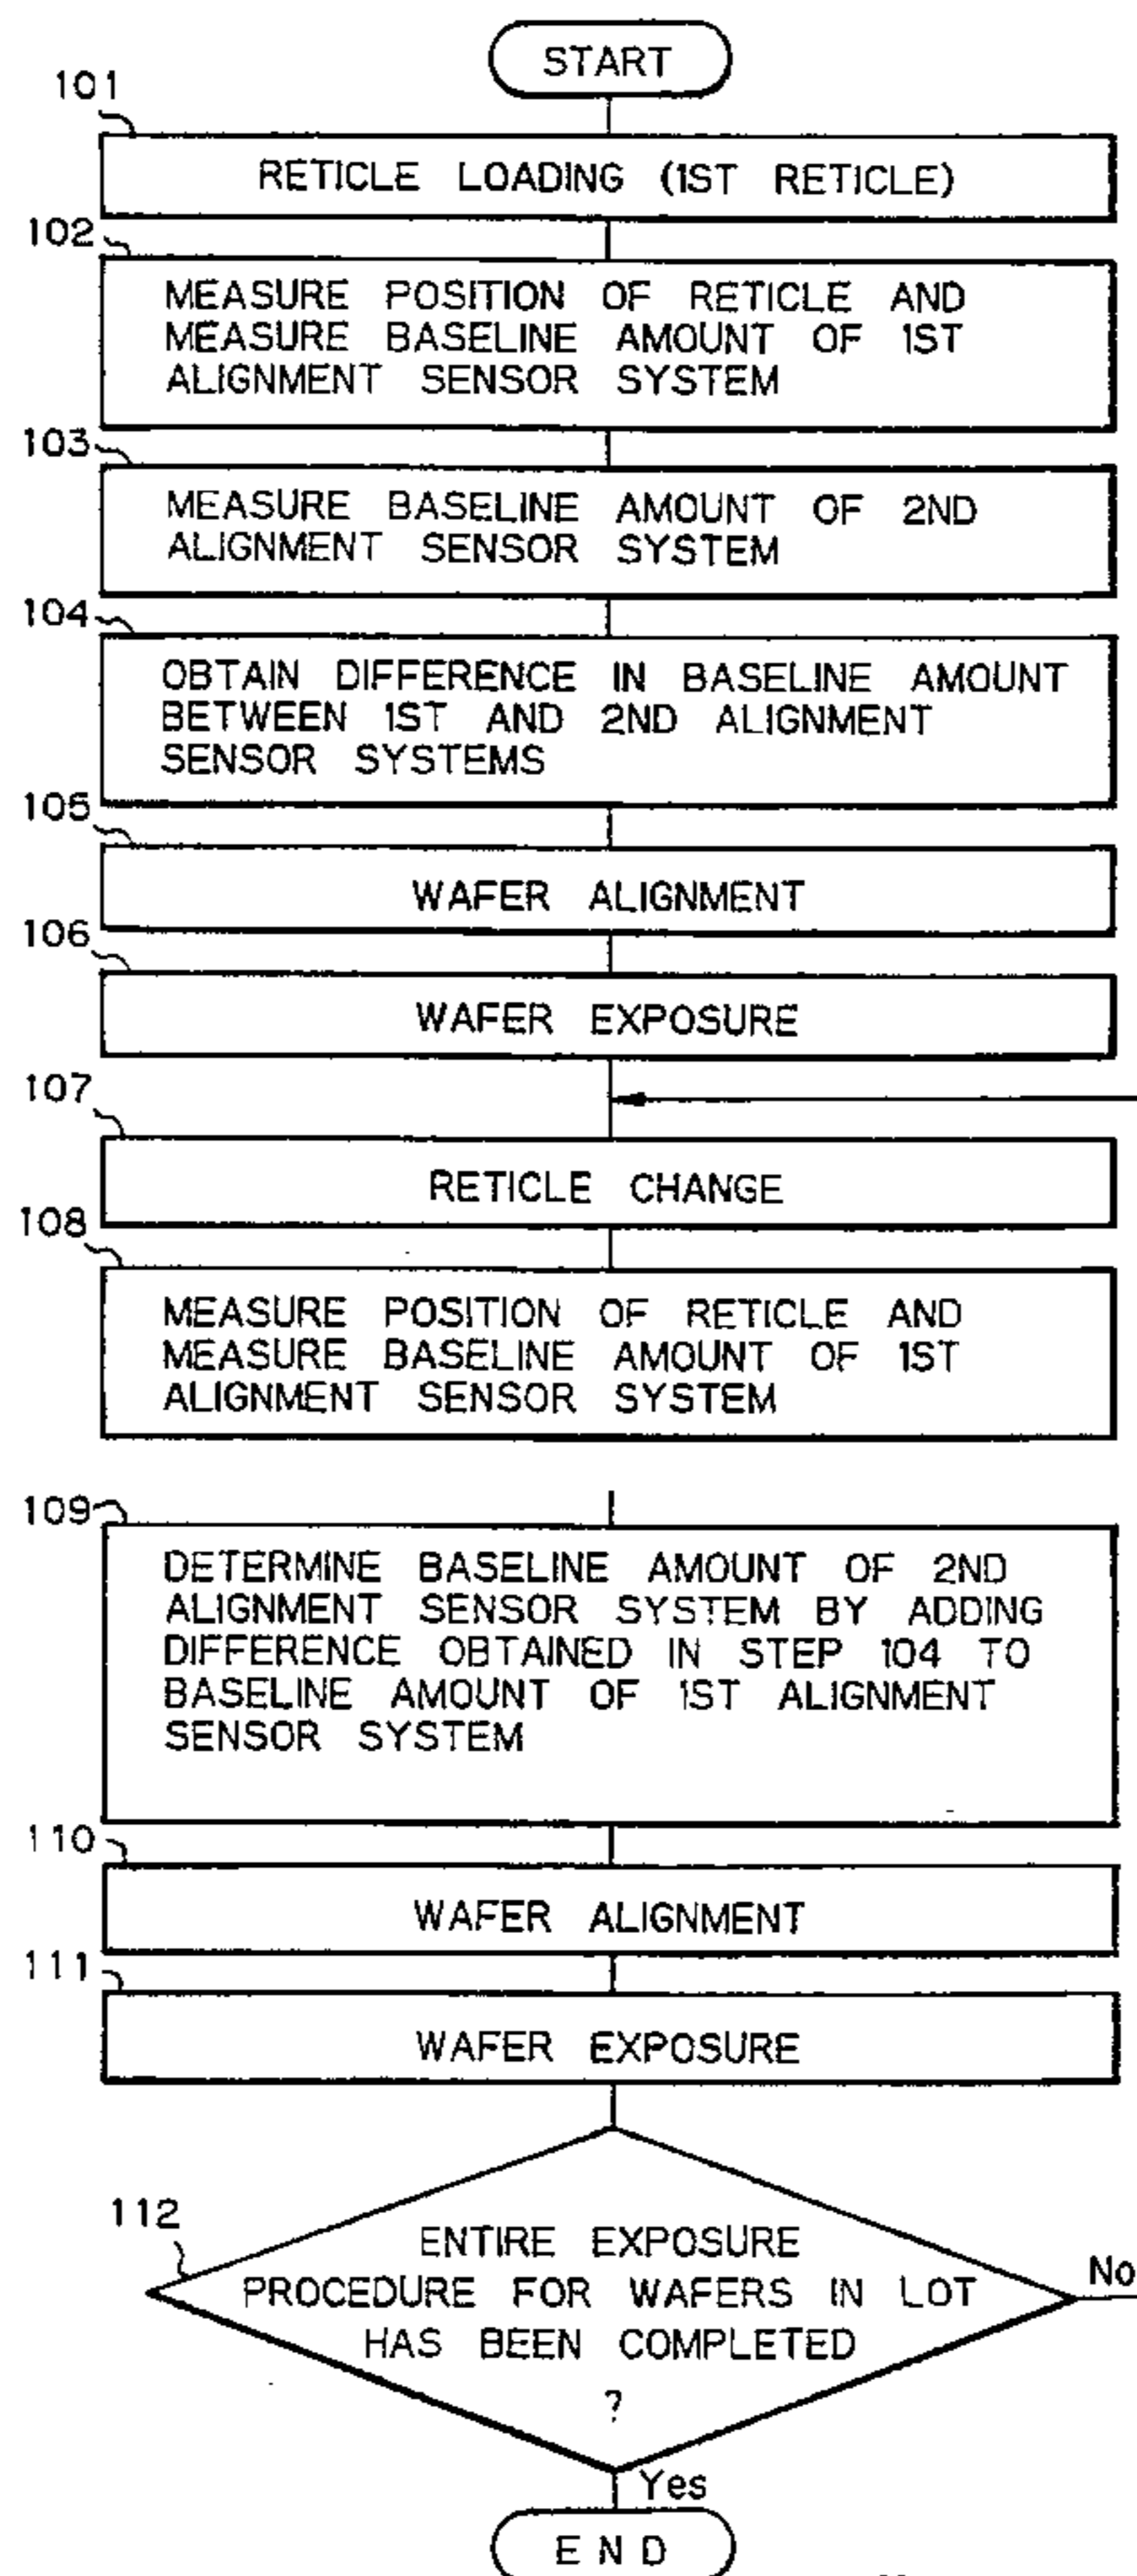 START
101
RETICLE LOADING (1ST RETICLE)
102
MEASURE POSITION OF RETICLE AND
MEASURE BASELINE AMOUNT OF 1ST
ALIGNMENT SENSOR SYSTEM
103
MEASURE BASELINE AMOUNT OF 2ND
ALIGNMENT SENSOR SYSTEM
104
OBTAIN DIFFERENCE IN BASELINE AMOUNT
BETWEEN 1ST AND 2ND ALIGNMENT
SENSOR SYSTEMS
105
WAFER ALIGNMENT
106
WAFER EXPOSURE
107
RETICLE CHANGE
108
MEASURE POSITION OF RETICLE AND
MEASURE BASELINE AMOUNT OF 1ST
ALIGNMENT SENSOR SYSTEM
109
DETERMINE BASELINE AMOUNT OF 2ND
ALIGNMENT SENSOR SYSTEM BY ADDING
DIFFERENCE OBTAINED IN STEP 104 TO
BASELINE AMOUNT OF 1ST ALIGNMENT
SENSOR SYSTEM
110
WAFER ALIGNMENT
111
WAFER EXPOSURE
112
ENTIRE EXPOSURE
PROCEDURE FOR WAFERS IN LOT
HAS BEEN COMPLETED
?
No
Yes
END